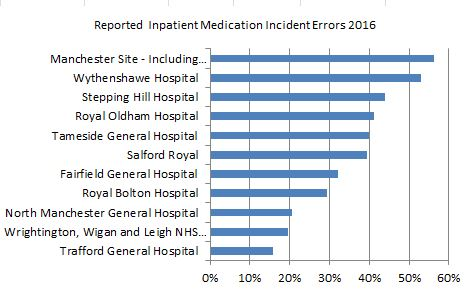 Reported Inpatient Medication Incident Errors 2016
Manchester Site - Including...
Wythenshawe Hospital
Stepping Hill Hospital
Royal Oldham Hospital
Tameside General Hospital
Salford Royal
Fairfield General Hospital
Royal Bolton Hospital
North Manchester General Hospital
Wrightington, Wigan and Leigh NHS...
Trafford General Hospital
0% 10% 20% 30% 40% 50% 60%